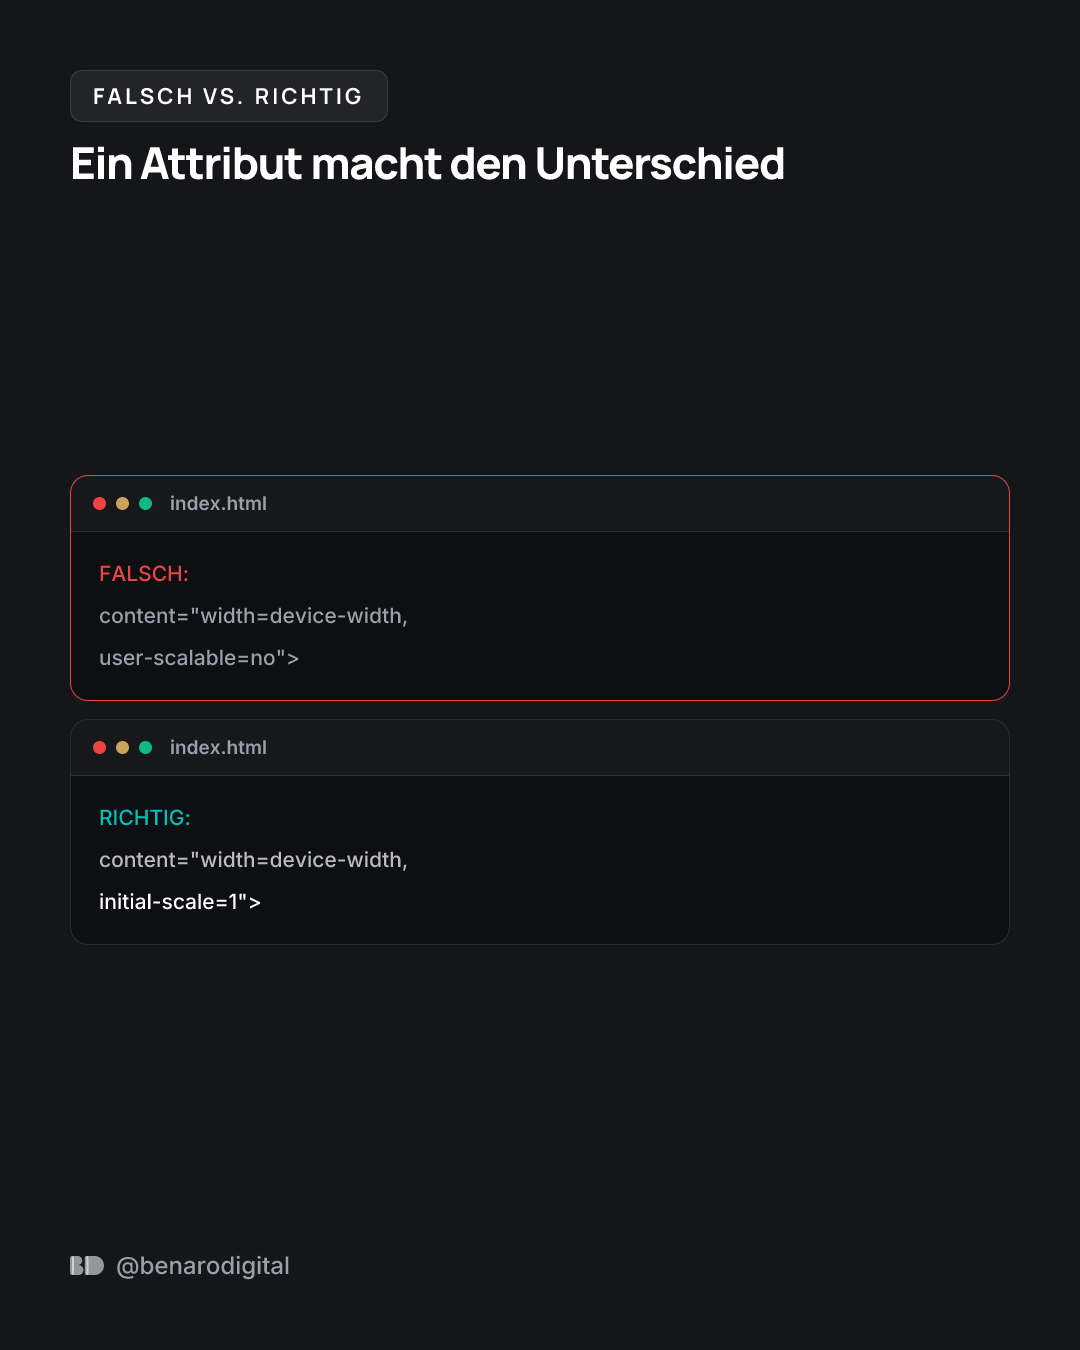 FALSCH VS. RICHTIG
Ein Attribut macht den Unterschied
index.html
FALSCH:
content="width=device-width,
user-scalable=no">
index.html
RICHTIG:
content="width=device-width,
initial-scale=1">
BD @benarodigital